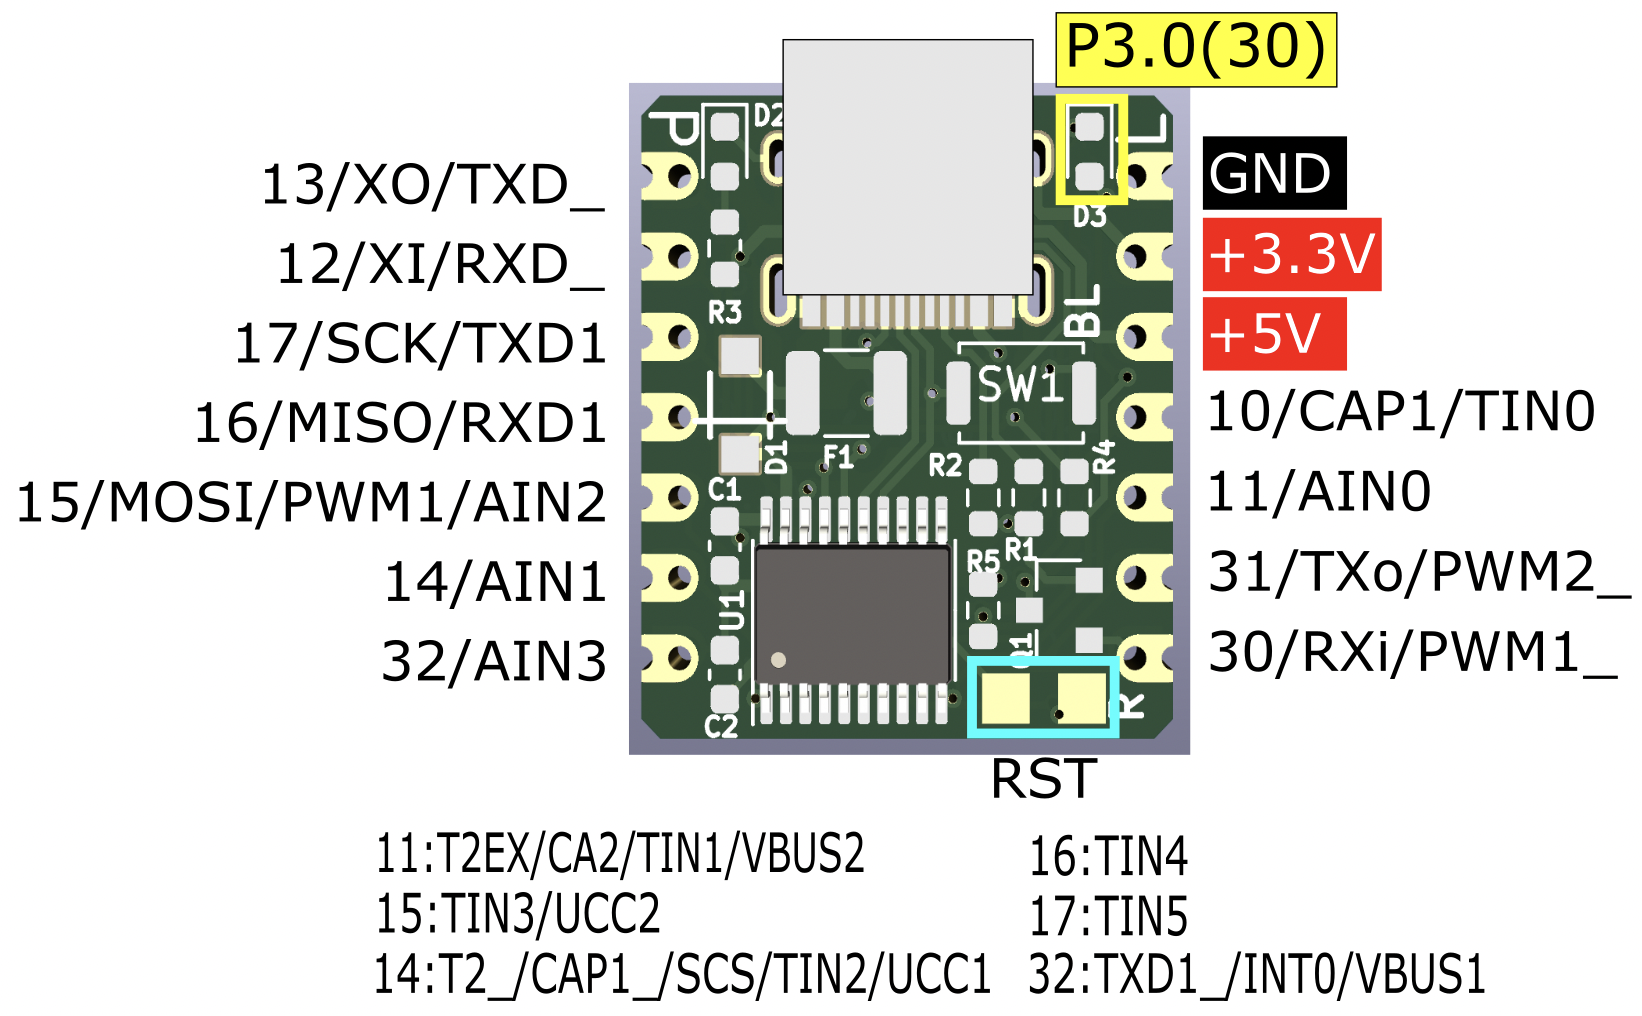 P3.0(30)
P
D2
L
13/XO/TXD_
GND
D3
12/XI/RXD_
+3.3V
R3
BL
17/SCK/TXD1
+5V
SW1
16/MISO/RXD1
10/CAP1/TIN0
D1
F1
R2
R4
15/MOSI/PWM1/AIN2
C1
11/AIN0
R5
R1
14/AIN1
U1
31/TXo/PWM2_
32/AIN3
Q1
30/RXi/PWM1_
C2
R
RST
11:T2EX/CA2/TIN1/VBUS2
16:TIN4
15:TIN3/UCC2
17:TIN5
14:T2_/CAP1_/SCS/TIN2/UCC1
32:TXD1_/INT0/VBUS1